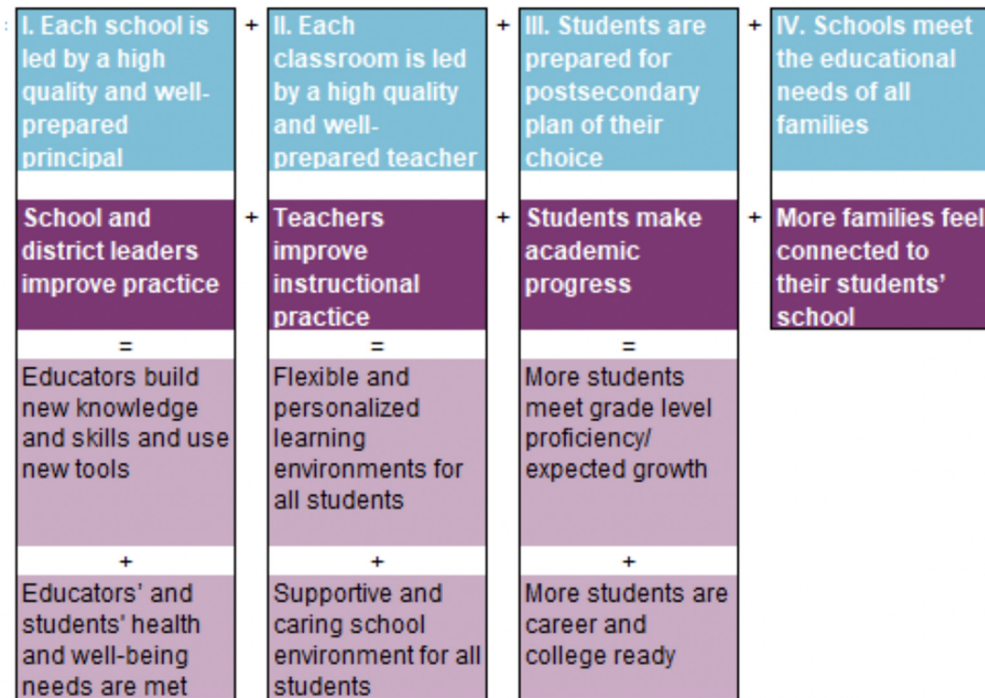 I. Each school is
led by a high
quality and well-
prepared
principal
+
II. Each
classroom is led
by a high quality
and well-
prepared teacher
+
III. Students are
prepared for
postsecondary
plan of their
choice
+
IV. Schools meet
the educational
needs of all
families
School and
district leaders
improve practice
+
Teachers
improve
instructional
practice
+
Students make
academic
progress
+
More families feel
connected to
their students'
school
=
=
=
Educators build
new knowledge
and skills and use
new tools
Flexible and
personalized
learning
environments for
all students
More students
meet grade level
proficiency/
expected growth
+
+
+
Educators' and
students' health
and well-being
needs are met
Supportive and
caring school
environment for all
students
More students are
career and
college ready